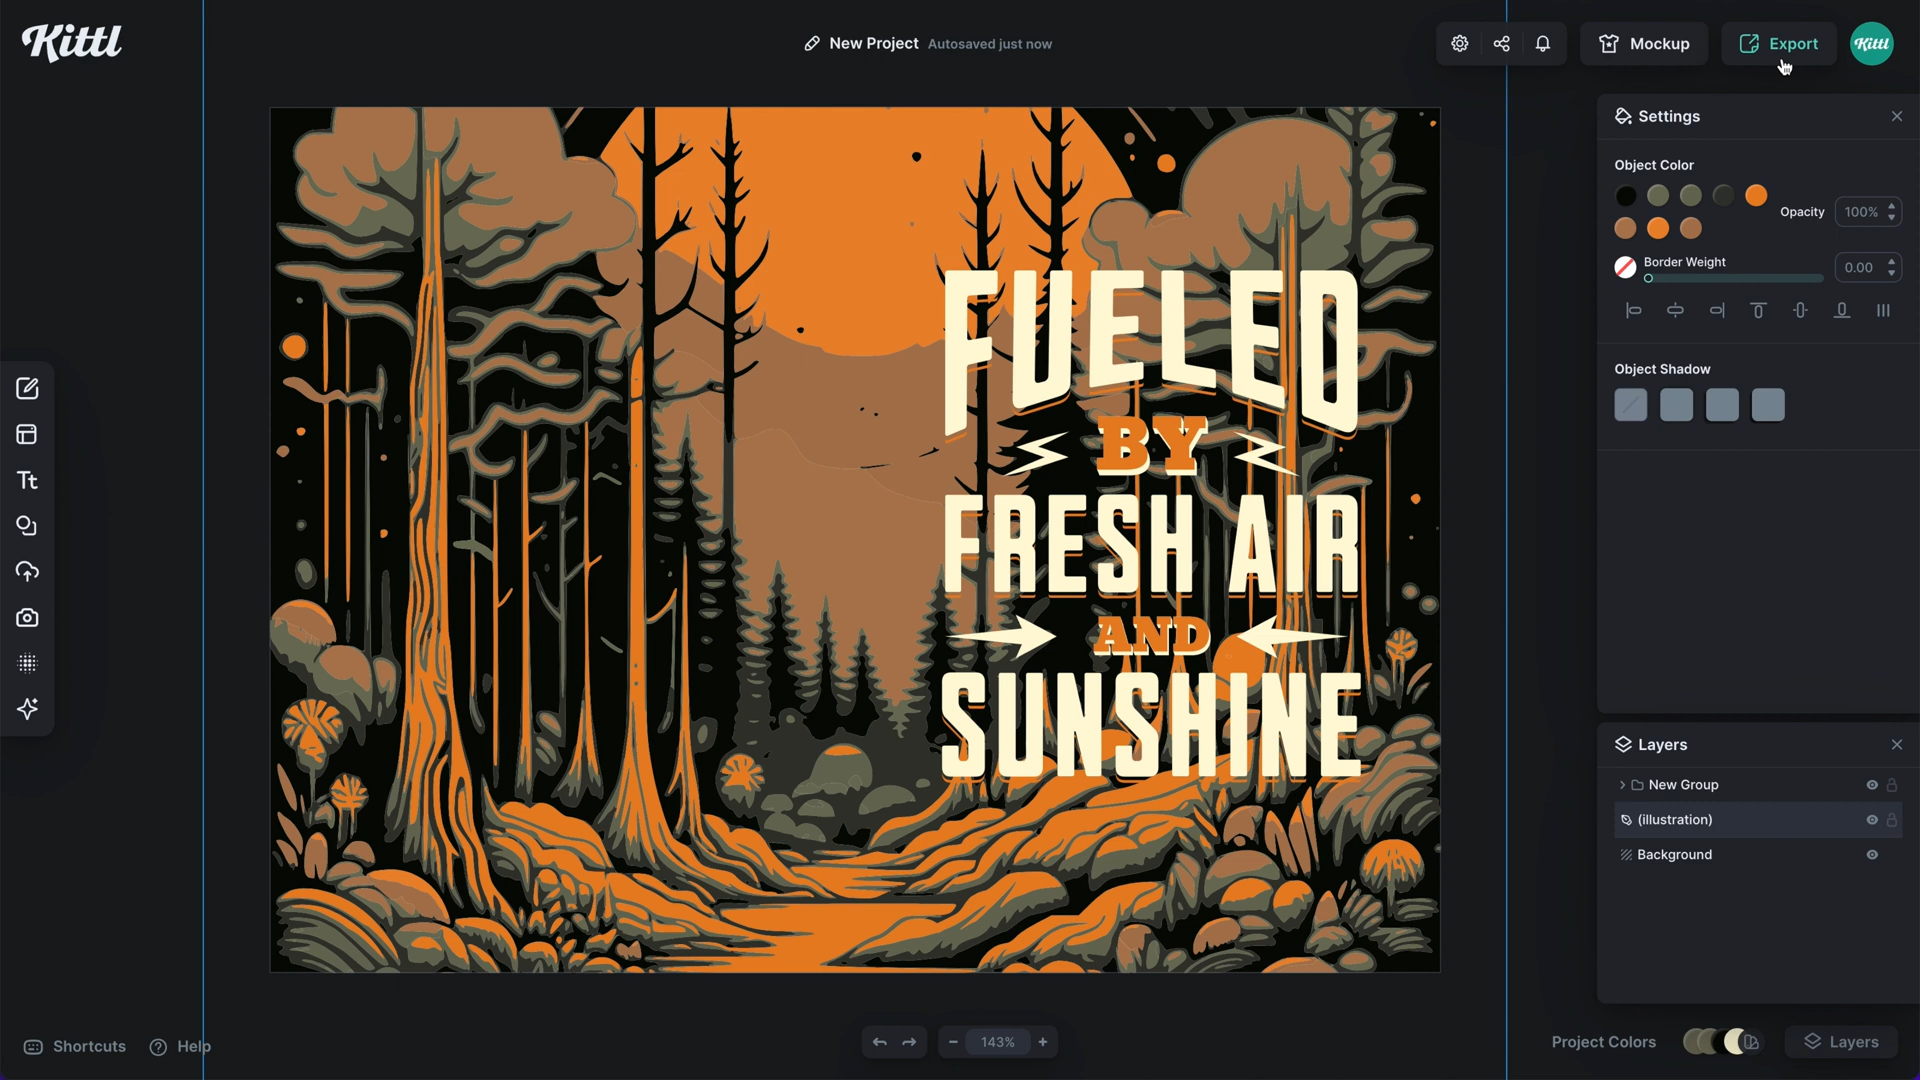 Kittl
New Project Autosaved just now
Mockup
Export
Kittl
Settings
Object Color
Opacity
100%
Border Weight
0.00
Object Shadow
FUELED
BY
FRESH AIR
AND
SUNSHINE
Tt
Layers
New Group
(illustration)
Background
Shortcuts
Help
143%
Project Colors
Layers